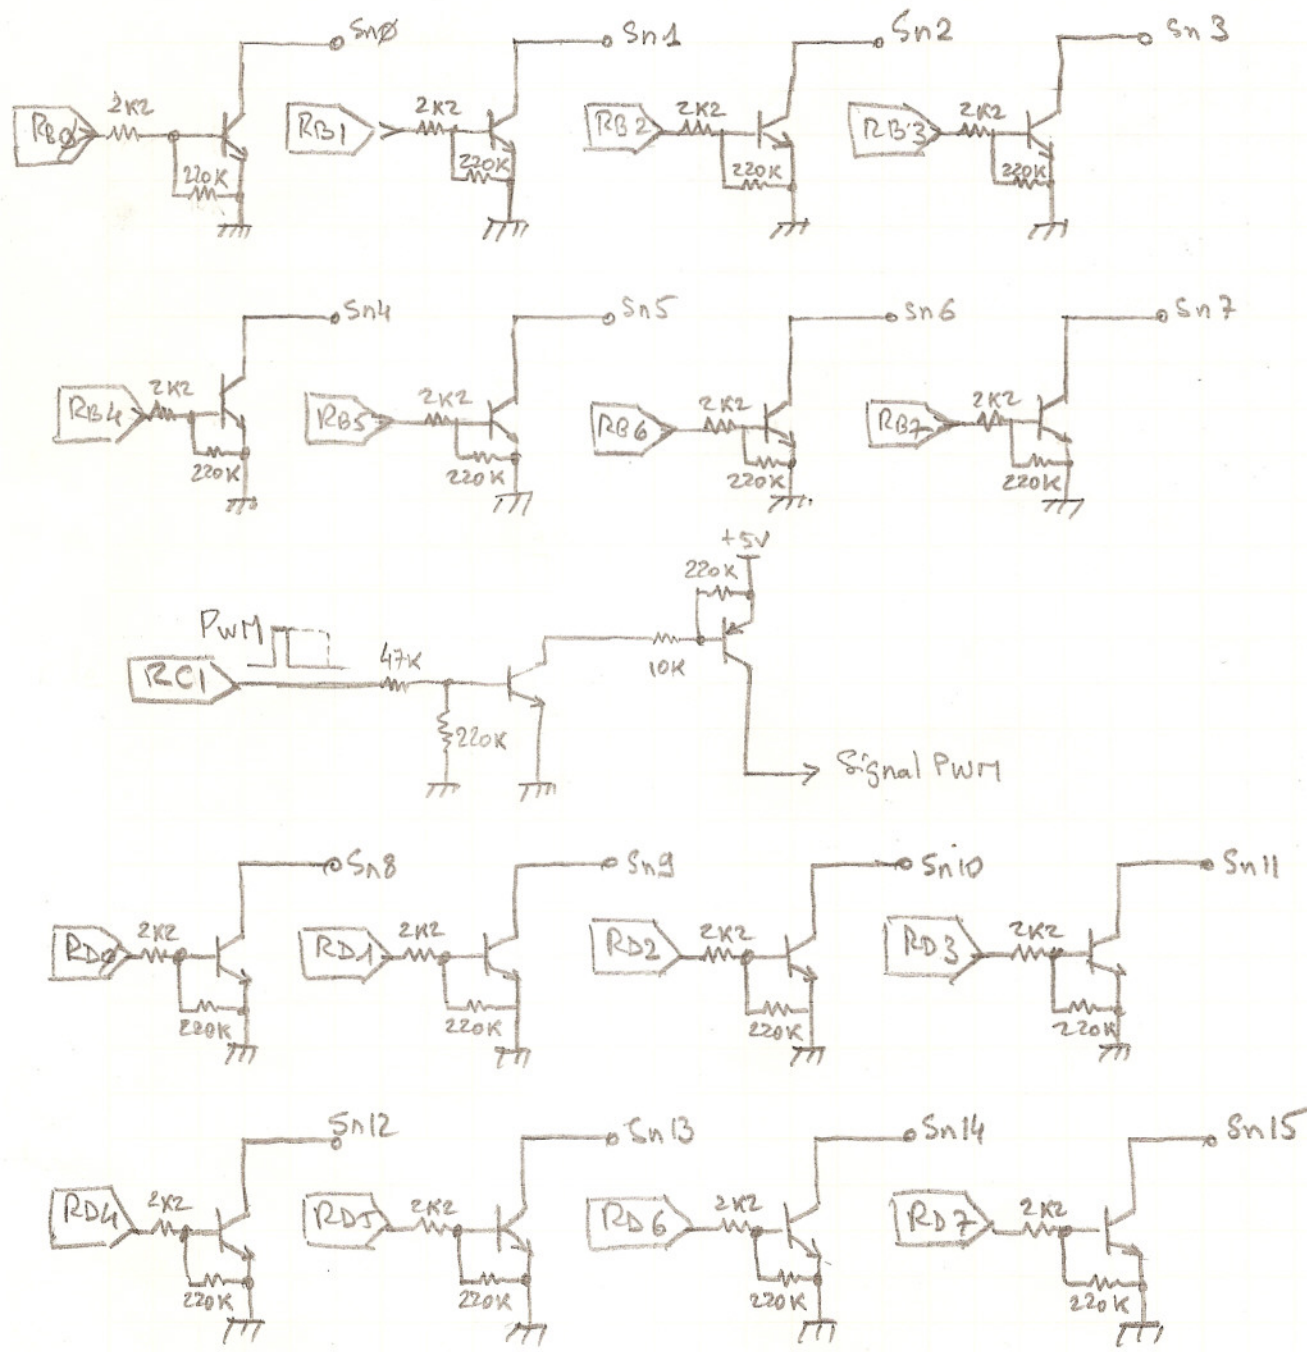 Sn0 Sn1 Sn2 Sn3
2K2 2K2 2K2 2K2
RB0 RB1 RB2 RB3
220K 220K 220K 220K
Sn4 Sn5 Sn6 Sn7
2K2 2K2 2K2 2K2
RB4 RB5 RB6 RB7
220K 220K 220K 220K
+5V
220K
PWM
RC1 47K 10K
220K
Signal PWM
Sn8 Sn9 Sn10 Sn11
2K2 2K2 2K2 2K2
RD0 RD1 RD2 RD3
220K 220K 220K 220K
Sn12 Sn13 Sn14 Sn15
2K2 2K2 2K2 2K2
RD4 RD5 RD6 RD7
220K 220K 220K 220K